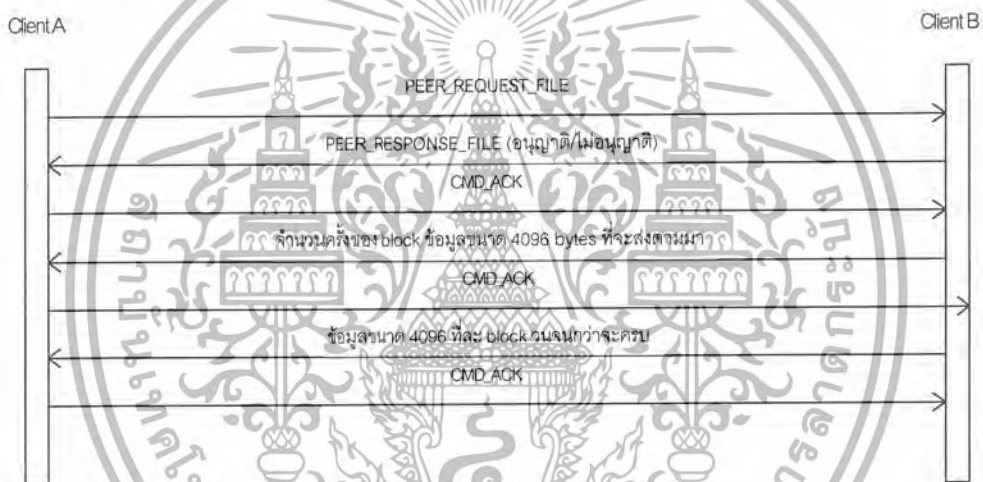 Client A
Client B
PEER_REQUEST_FILE
PEER_RESPONSE_FILE (อนุญาติ/ไม่อนุญาติ)
CMD_ACK
จำนวนครั้งของ block ข้อมูลขนาด 4096 bytes ที่จะส่งตามมา
CMD_ACK
ข้อมูลขนาด 4096 ทีละ block วนจนกว่าจะครบ
CMD_ACK